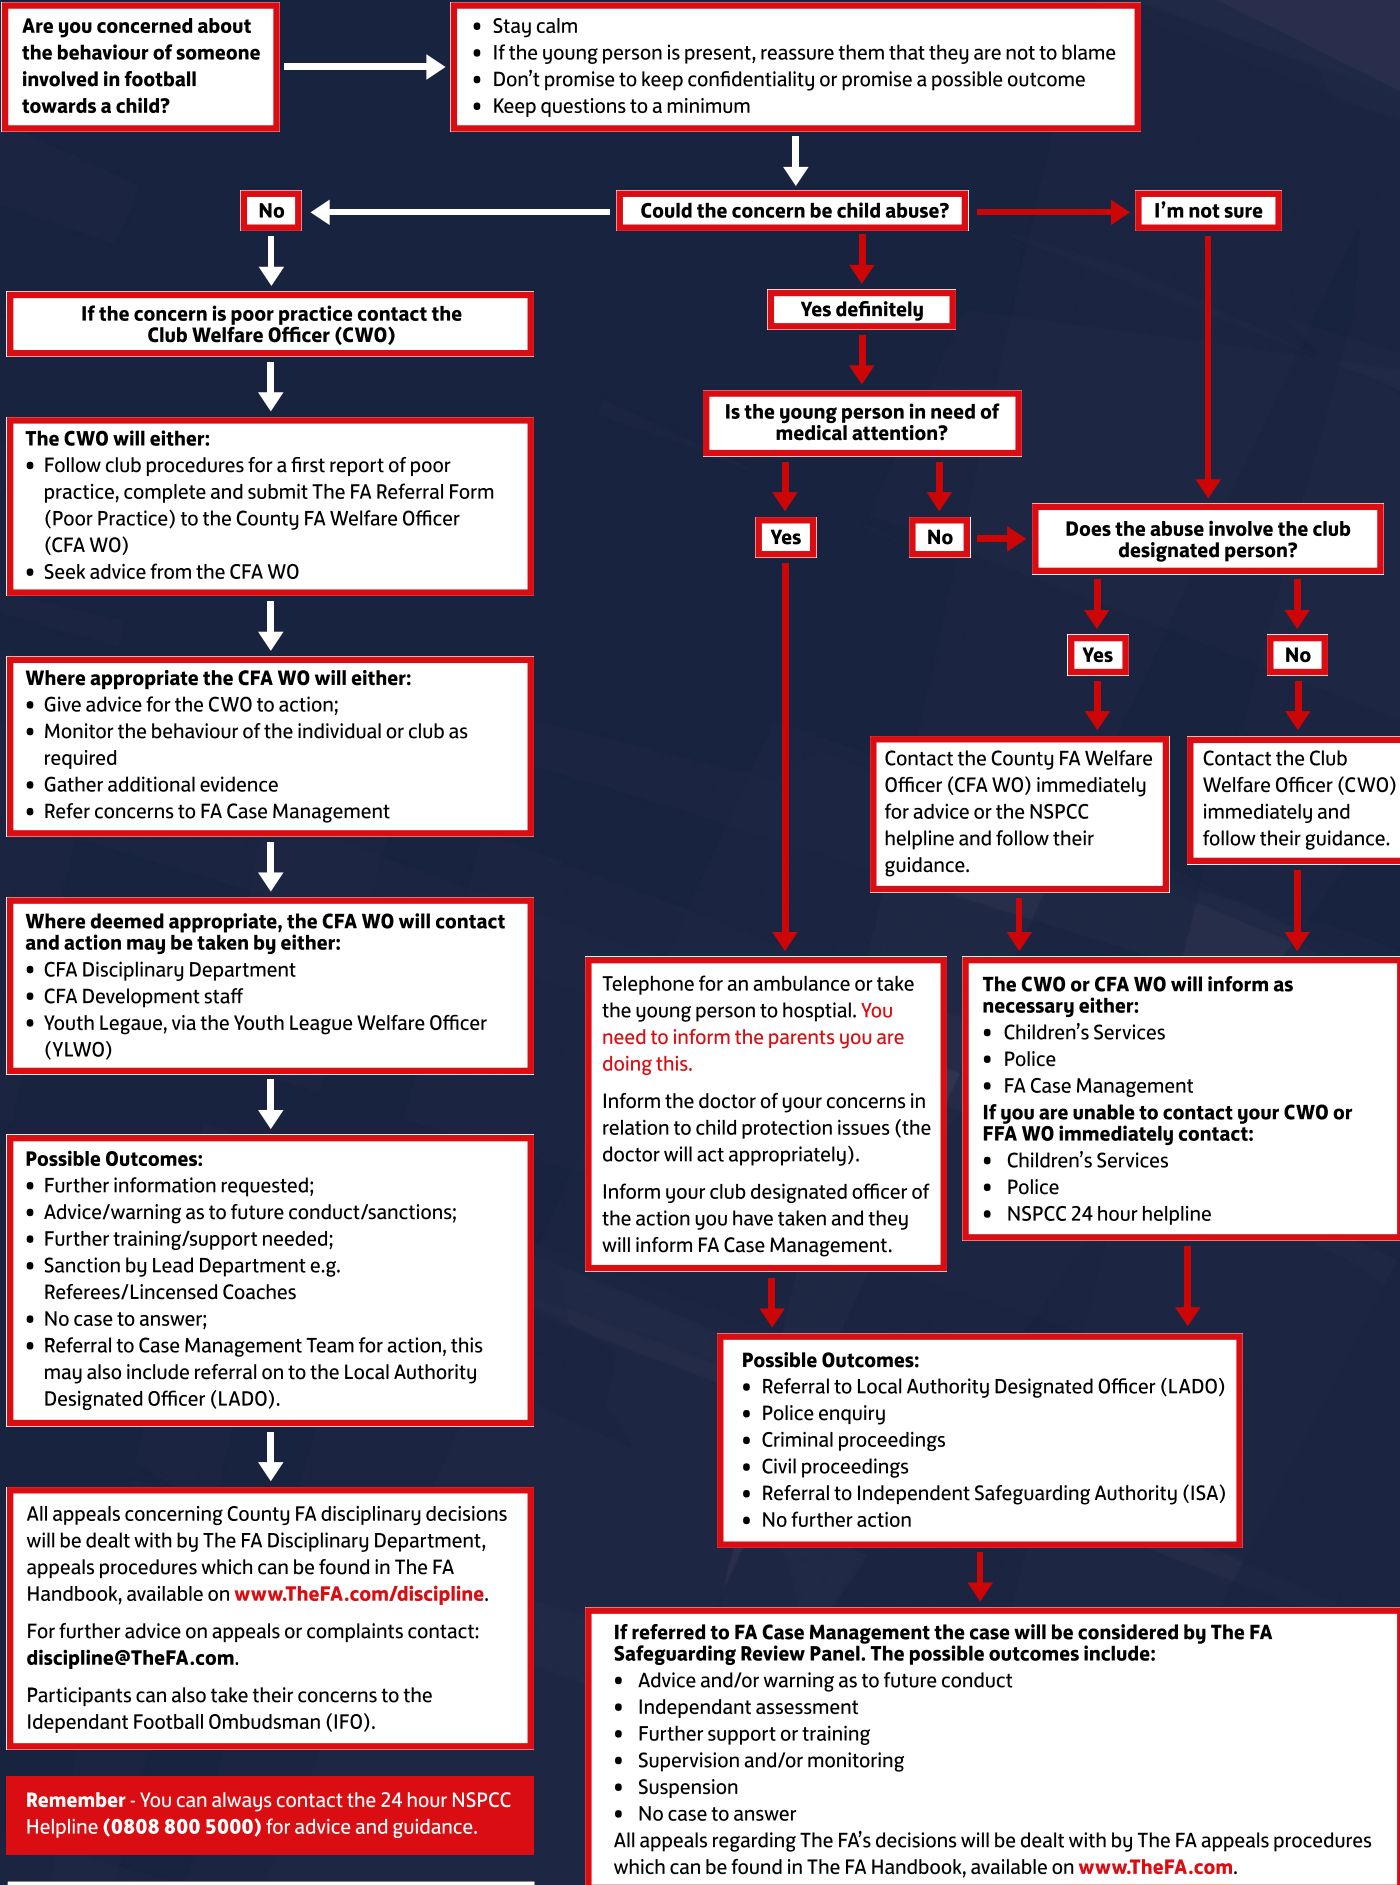 Are you concerned about
the behaviour of someone
involved in football
towards a child?
• Stay calm
• If the young person is present, reassure them that they are not to blame
• Don't promise to keep confidentiality or promise a possible outcome
• Keep questions to a minimum
No
Could the concern be child abuse?
I'm not sure
If the concern is poor practice contact the
Club Welfare Officer (CWO)
Yes definitely
Is the young person in need of
medical attention?
The CWO will either:
• Follow club procedures for a first report of poor
practice, complete and submit The FA Referral Form
(Poor Practice) to the County FA Welfare Officer
(CFA WO)
• Seek advice from the CFA WO
Yes
No
Does the abuse involve the club
designated person?
Yes
No
Where appropriate the CFA WO will either:
• Give advice for the CWO to action;
• Monitor the behaviour of the individual or club as
required
• Gather additional evidence
• Refer concerns to FA Case Management
Contact the County FA Welfare
Officer (CFA WO) immediately
for advice or the NSPCC
helpline and follow their
guidance.
Contact the Club
Welfare Officer (CWO)
immediately and
follow their guidance.
Where deemed appropriate, the CFA WO will contact
and action may be taken by either:
• CFA Disciplinary Department
• CFA Development staff
• Youth Legaue, via the Youth League Welfare Officer
(YLWO)
Telephone for an ambulance or take
the young person to hosptial. You
need to inform the parents you are
doing this.
Inform the doctor of your concerns in
relation to child protection issues (the
doctor will act appropriately).
Inform your club designated officer of
the action you have taken and they
will inform FA Case Management.
The CWO or CFA WO will inform as
necessary either:
• Children's Services
• Police
• FA Case Management
If you are unable to contact your CWO or
FFA WO immediately contact:
• Children's Services
• Police
• NSPCC 24 hour helpline
Possible Outcomes:
• Further information requested;
• Advice/warning as to future conduct/sanctions;
• Further training/support needed;
• Sanction by Lead Department e.g.
Referees/Lincensed Coaches
• No case to answer;
• Referral to Case Management Team for action, this
may also include referral on to the Local Authority
Designated Officer (LADO).
Possible Outcomes:
• Referral to Local Authority Designated Officer (LADO)
• Police enquiry
• Criminal proceedings
• Civil proceedings
• Referral to Independent Safeguarding Authority (ISA)
• No further action
All appeals concerning County FA disciplinary decisions
will be dealt with by The FA Disciplinary Department,
appeals procedures which can be found in The FA
Handbook, available on www.TheFA.com/discipline.
For further advice on appeals or complaints contact:
discipline@TheFA.com.
Participants can also take their concerns to the
Idependant Football Ombudsman (IFO).
If referred to FA Case Management the case will be considered by The FA
Safeguarding Review Panel. The possible outcomes include:
• Advice and/or warning as to future conduct
• Independant assessment
• Further support or training
• Supervision and/or monitoring
• Suspension
• No case to answer
All appeals regarding The FA's decisions will be dealt with by The FA appeals procedures
which can be found in The FA Handbook, available on www.TheFA.com.
Remember - You can always contact the 24 hour NSPCC
Helpline (0808 800 5000) for advice and guidance.